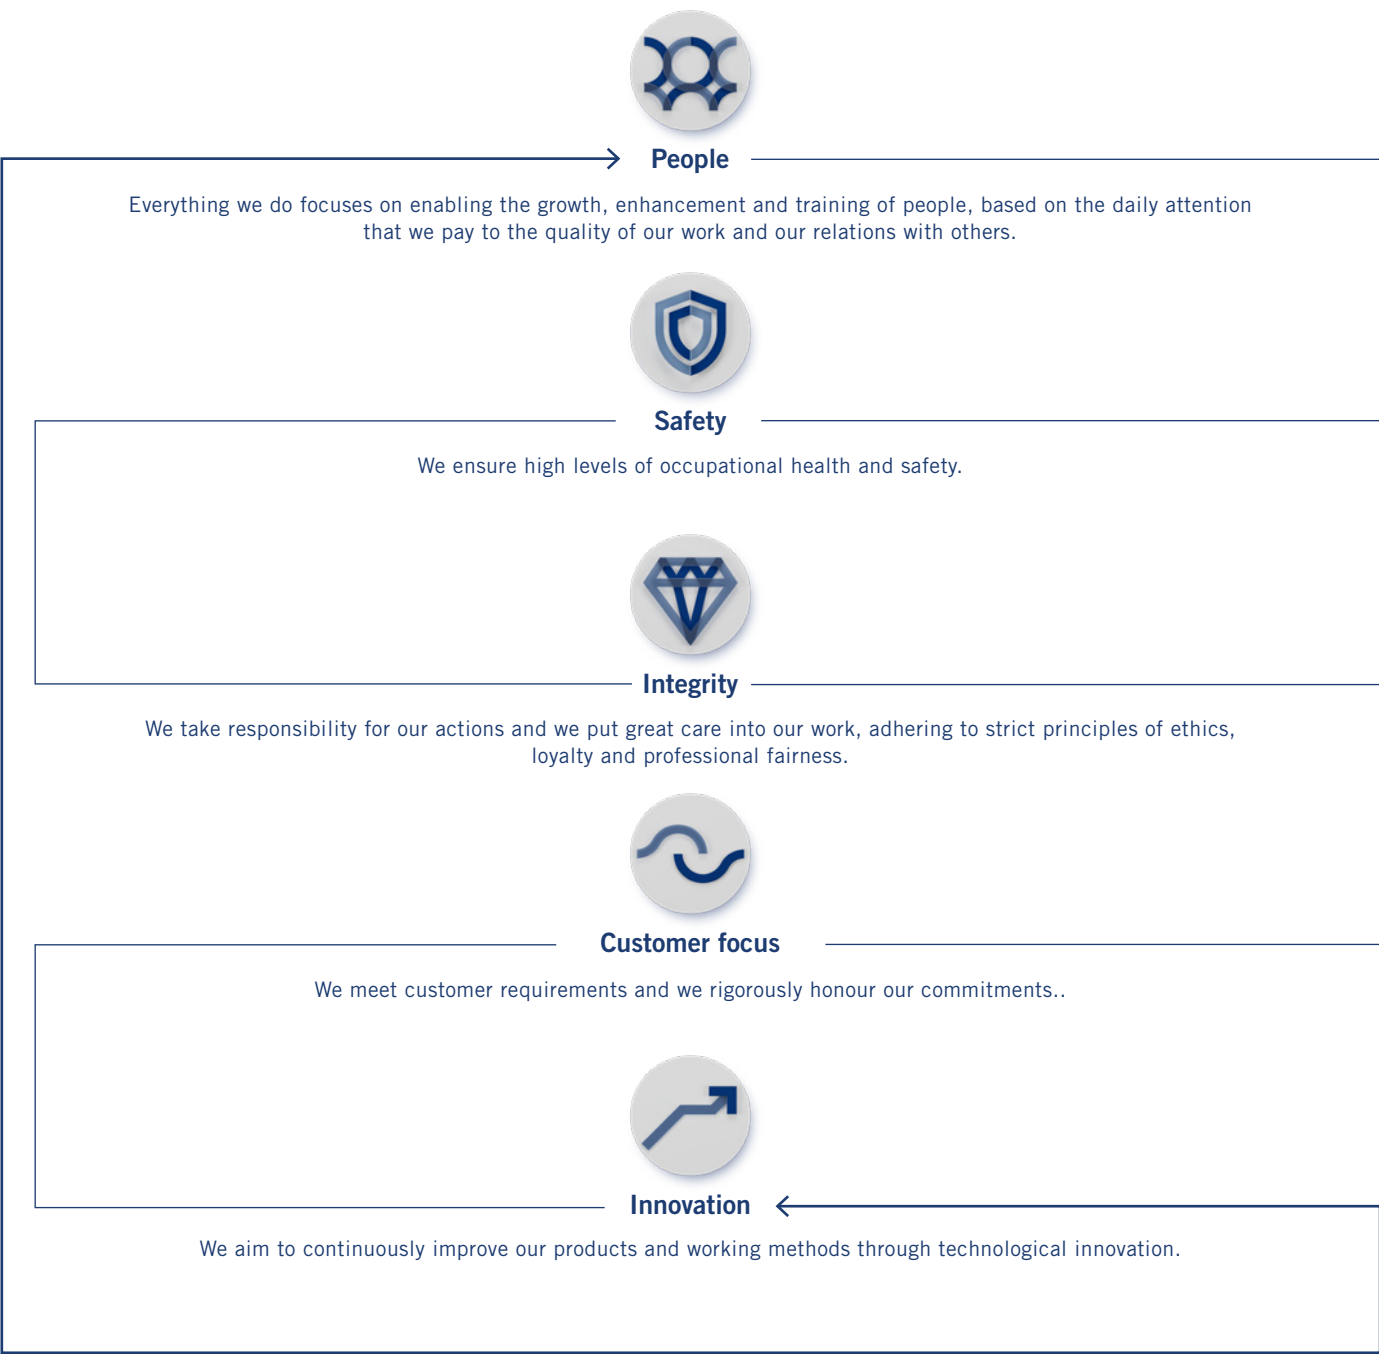 People
Everything we do focuses on enabling the growth, enhancement and training of people, based on the daily attention
that we pay to the quality of our work and our relations with others.
Safety
We ensure high levels of occupational health and safety.
Integrity
We take responsibility for our actions and we put great care into our work, adhering to strict principles of ethics,
loyalty and professional fairness.
Customer focus
We meet customer requirements and we rigorously honour our commitments..
Innovation
We aim to continuously improve our products and working methods through technological innovation.